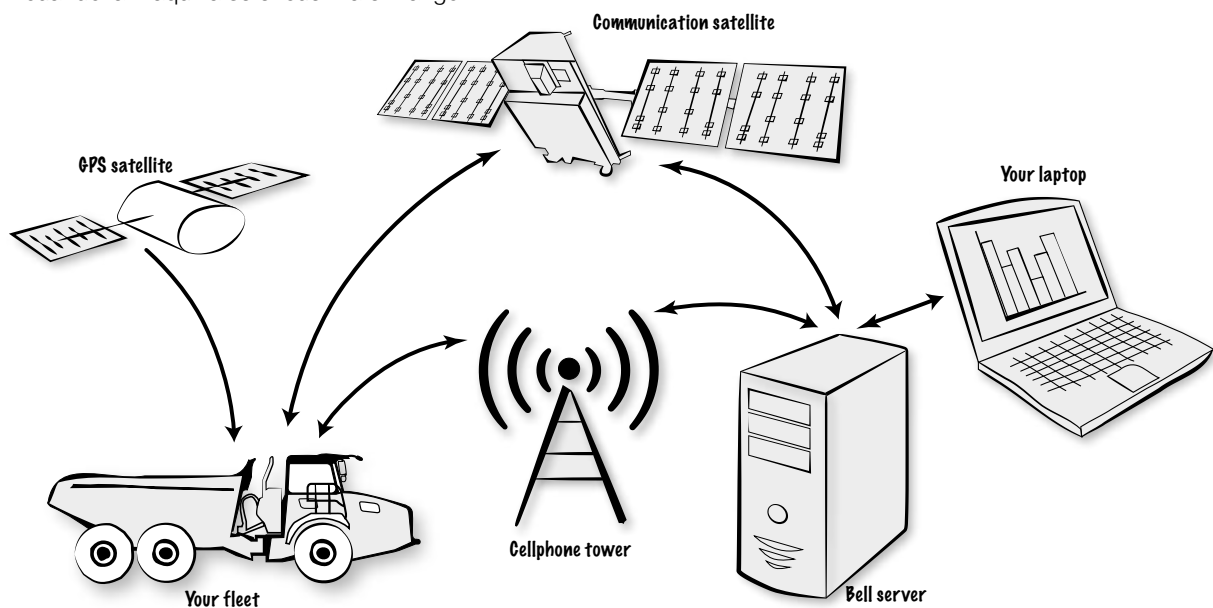 Communication satellite
GPS satellite
Your laptop
Cellphone tower
Your fleet
Bell server